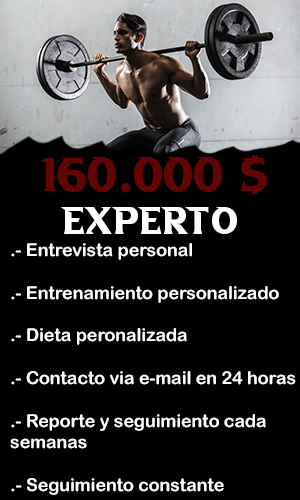 160.000 $
EXPERTO
.- Entrevista personal
.- Entrenamiento personalizado
.- Dieta peronalizada
.- Contacto via e-mail en 24 horas
.- Reporte y seguimiento cada
semanas
.- Seguimiento constante